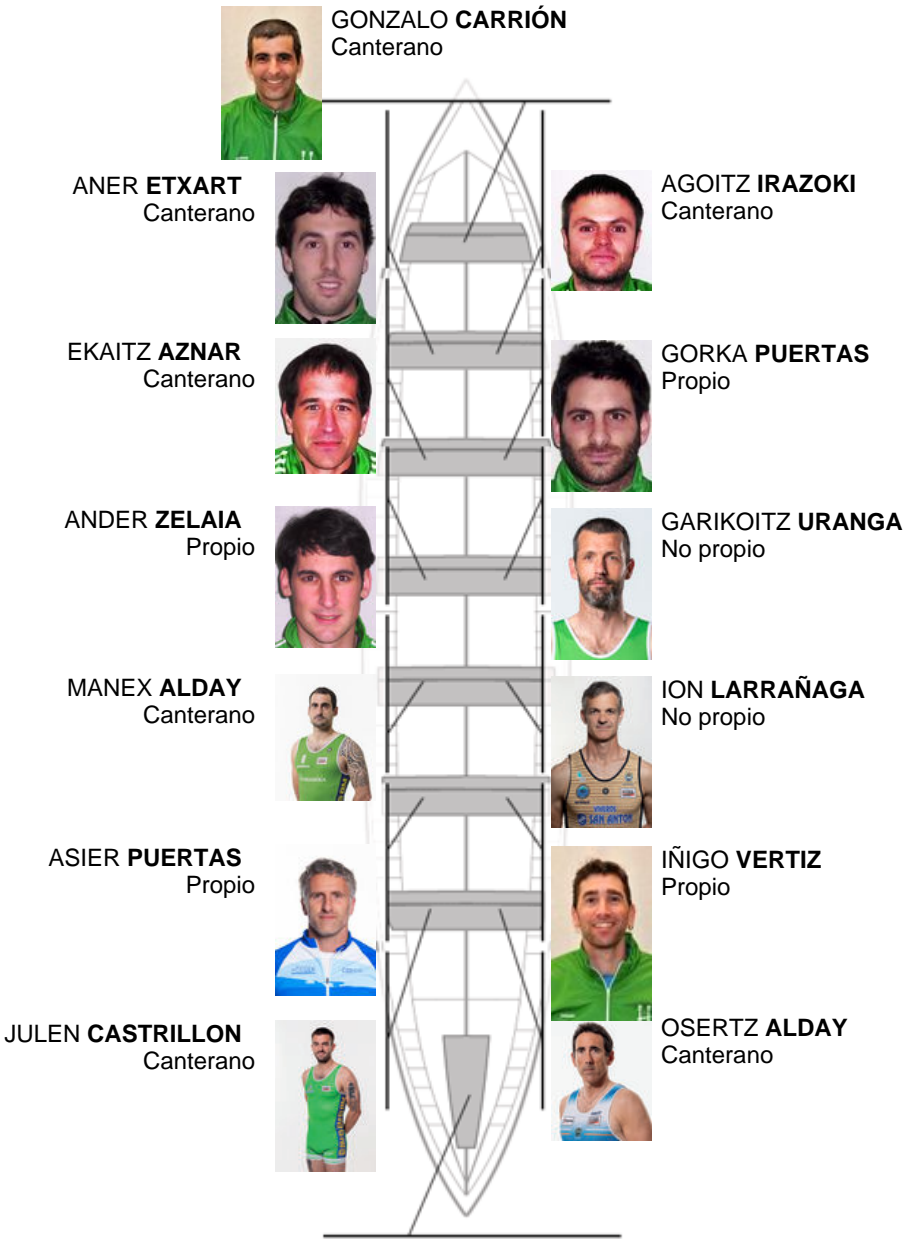 GONZALO CARRIÓN
Canterano
ANER ETXART
Canterano
AGOITZ IRAZOKI
Canterano
EKAITZ AZNAR
Canterano
GORKA PUERTAS
Propio
ANDER ZELAIA
Propio
GARIKOITZ URANGA
No propio
MANEX ALDAY
Canterano
ION LARRAÑAGA
No propio
SAN ANTON
ASIER PUERTAS
Propio
IÑIGO VERTIZ
Propio
JULEN CASTRILLON
Canterano
OSERTZ ALDAY
Canterano